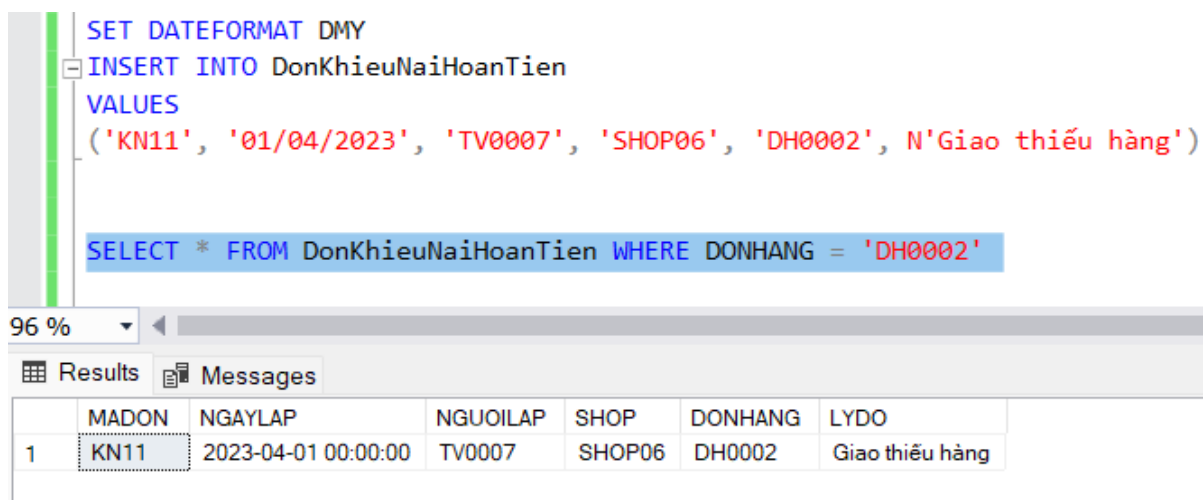 SET DATEFORMAT DMY
INSERT INTO DonKhieuNaiHoanTien
VALUES
('KN11', '01/04/2023', 'TV0007', 'SHOP06', 'DH0002', N'Giao thiếu hàng')
SELECT * FROM DonKhieuNaiHoanTien WHERE DONHANG = 'DH0002'
96 %
Results Messages
MADON NGAYLAP NGUOILAP SHOP DONHANG LYDO
1 KN11 2023-04-01 00:00:00 TV0007 SHOP06 DH0002 Giao thiếu hàng